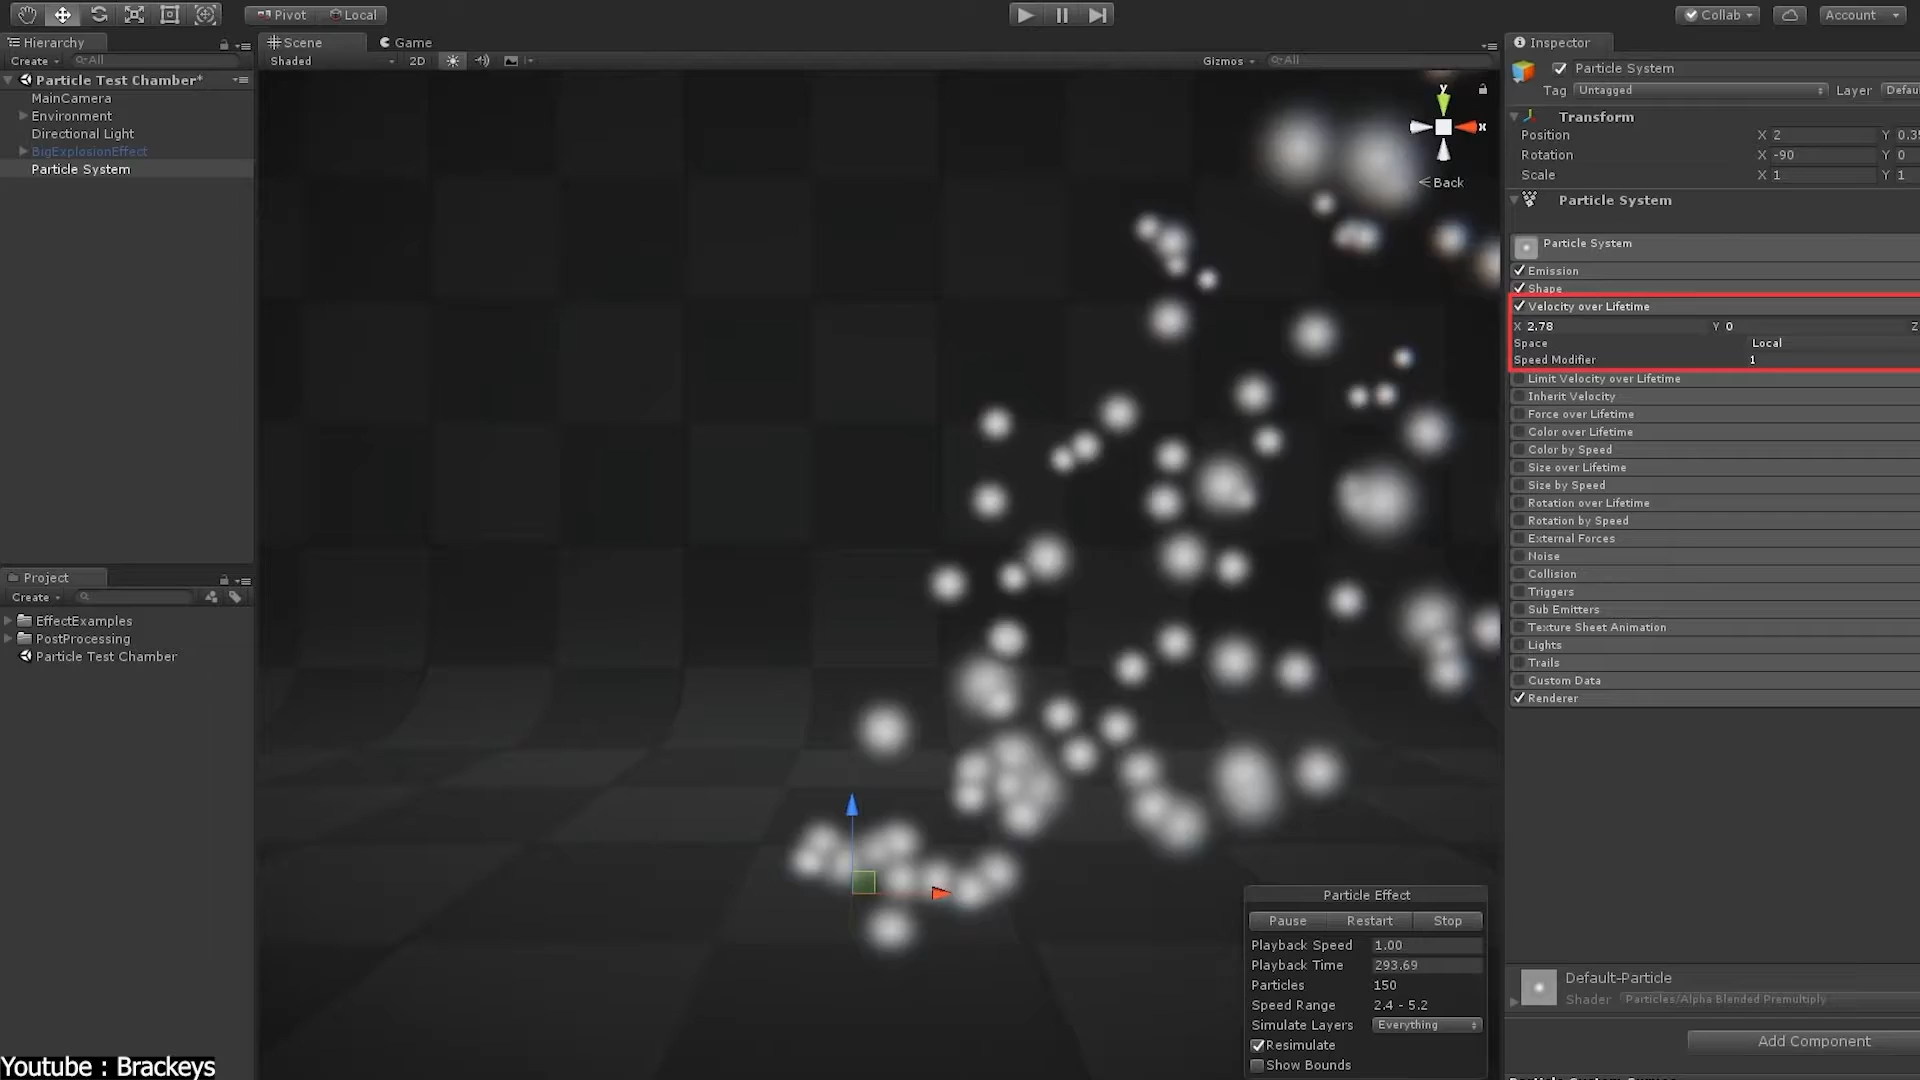 Pivot Local
Collab Account
Hierarchy
Create All
Particle Test Chamber*
MainCamera
Environment
Directional Light
BigExplosionEffect
Particle System
Project
Create
EffectExamples
PostProcessing
Particle Test Chamber
Youtube : Brackeys
Scene Game
Shaded 2D Gizmos All
y
x
Back
Particle Effect
Pause Restart Stop
Playback Speed 1.00
Playback Time 293.69
Particles 150
Speed Range 2.4 - 5.2
Simulate Layers Everything
Resimulate
Show Bounds
Inspector
Particle System
Tag Untagged Layer Defau
Transform
Position X 2 Y 0.35
Rotation X -90 Y 0
Scale X 1 Y 1
Particle System
Particle System
Emission
Shape
Velocity over Lifetime
X 2.78 Y 0 Z
Space Local
Speed Modifier 1
Limit Velocity over Lifetime
Inherit Velocity
Force over Lifetime
Color over Lifetime
Color by Speed
Size over Lifetime
Size by Speed
Rotation over Lifetime
Rotation by Speed
External Forces
Noise
Collision
Triggers
Sub Emitters
Texture Sheet Animation
Lights
Trails
Custom Data
Renderer
Default-Particle
Shader Particles/Alpha Blended Premultiply
Add Component